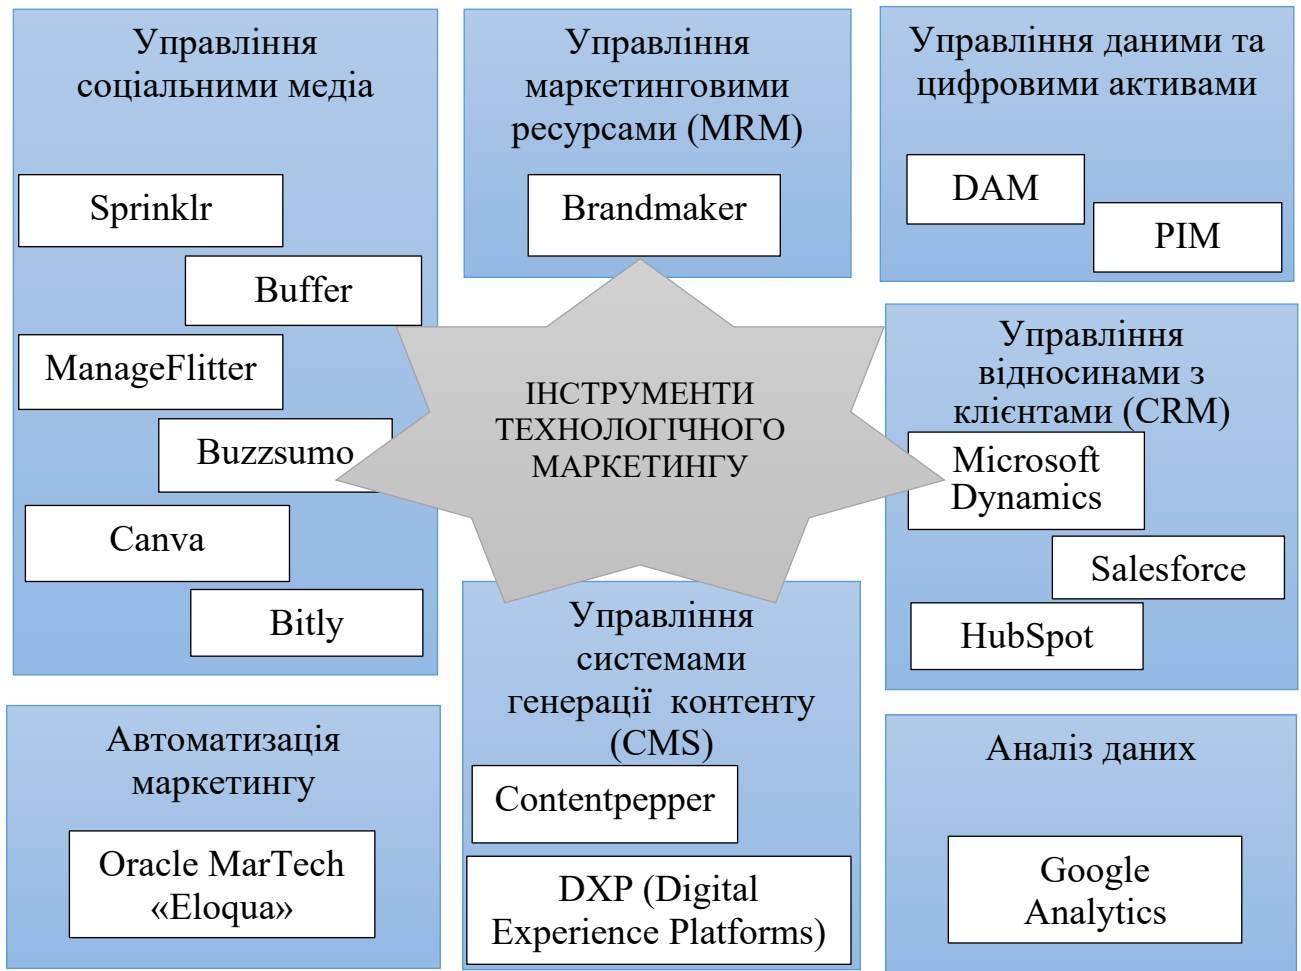 Управління
соціальними медіа
Sprinklr
Buffer
ManageFlitter
Buzzsumo
Canva
Bitly
Управління
маркетинговими
ресурсами (MRM)
Brandmaker
Управління даними та
цифровими активами
DAM
PIM
ІНСТРУМЕНТИ
ТЕХНОЛОГІЧНОГО
МАРКЕТИНГУ
Управління
відносинами з
клієнтами (CRM)
Microsoft
Dynamics
Salesforce
HubSpot
Автоматизація
маркетингу
Oracle MarTech
«Eloqua»
Управління
системами
генерації контенту
(CMS)
Contentpepper
DXP (Digital
Experience Platforms)
Аналіз даних
Google
Analytics